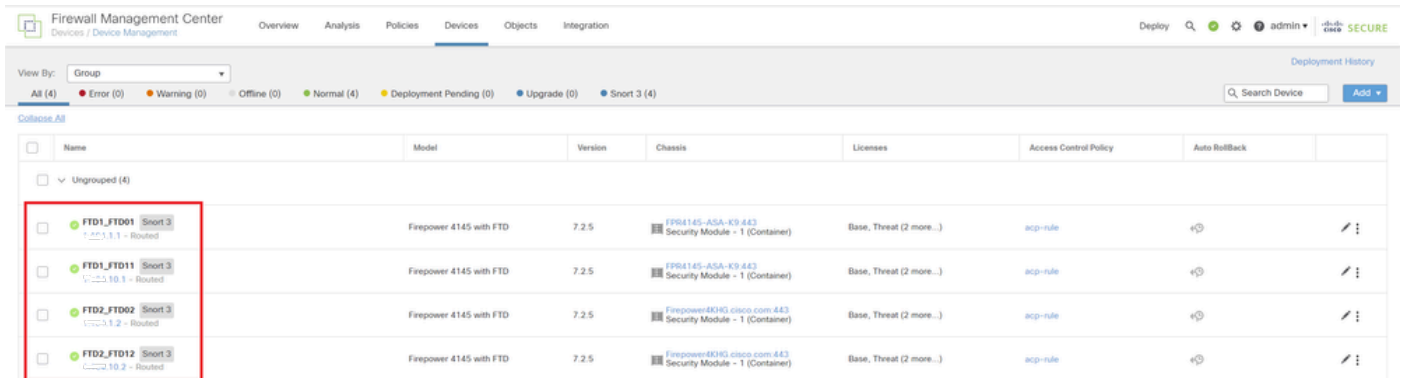 Firewall Management Center
Devices / Device Management
Overview Analysis Policies Devices Objects Integration
Deploy admin cisco SECURE
Deployment History
View By: Group
All (4) Error (0) Warning (0) Offline (0) Normal (4) Deployment Pending (0) Upgrade (0) Snort 3 (4)
Search Device Add
Collapse All
Name Model Version Chassis Licenses Access Control Policy Auto RollBack
Ungrouped (4)
FTD1_FTD01 Snort 3
1.1 - Routed
Firepower 4145 with FTD 7.2.5
FPR4145-ASA-K9:443
Security Module - 1 (Container)
Base, Threat (2 more...) acp-rule
FTD1_FTD11 Snort 3
10.1 - Routed
Firepower 4145 with FTD 7.2.5
FPR4145-ASA-K9:443
Security Module - 1 (Container)
Base, Threat (2 more...) acp-rule
FTD2_FTD02 Snort 3
1.2 - Routed
Firepower 4145 with FTD 7.2.5
Firepower4KHG.cisco.com:443
Security Module - 1 (Container)
Base, Threat (2 more...) acp-rule
FTD2_FTD12 Snort 3
10.2 - Routed
Firepower 4145 with FTD 7.2.5
Firepower4KHG.cisco.com:443
Security Module - 1 (Container)
Base, Threat (2 more...) acp-rule